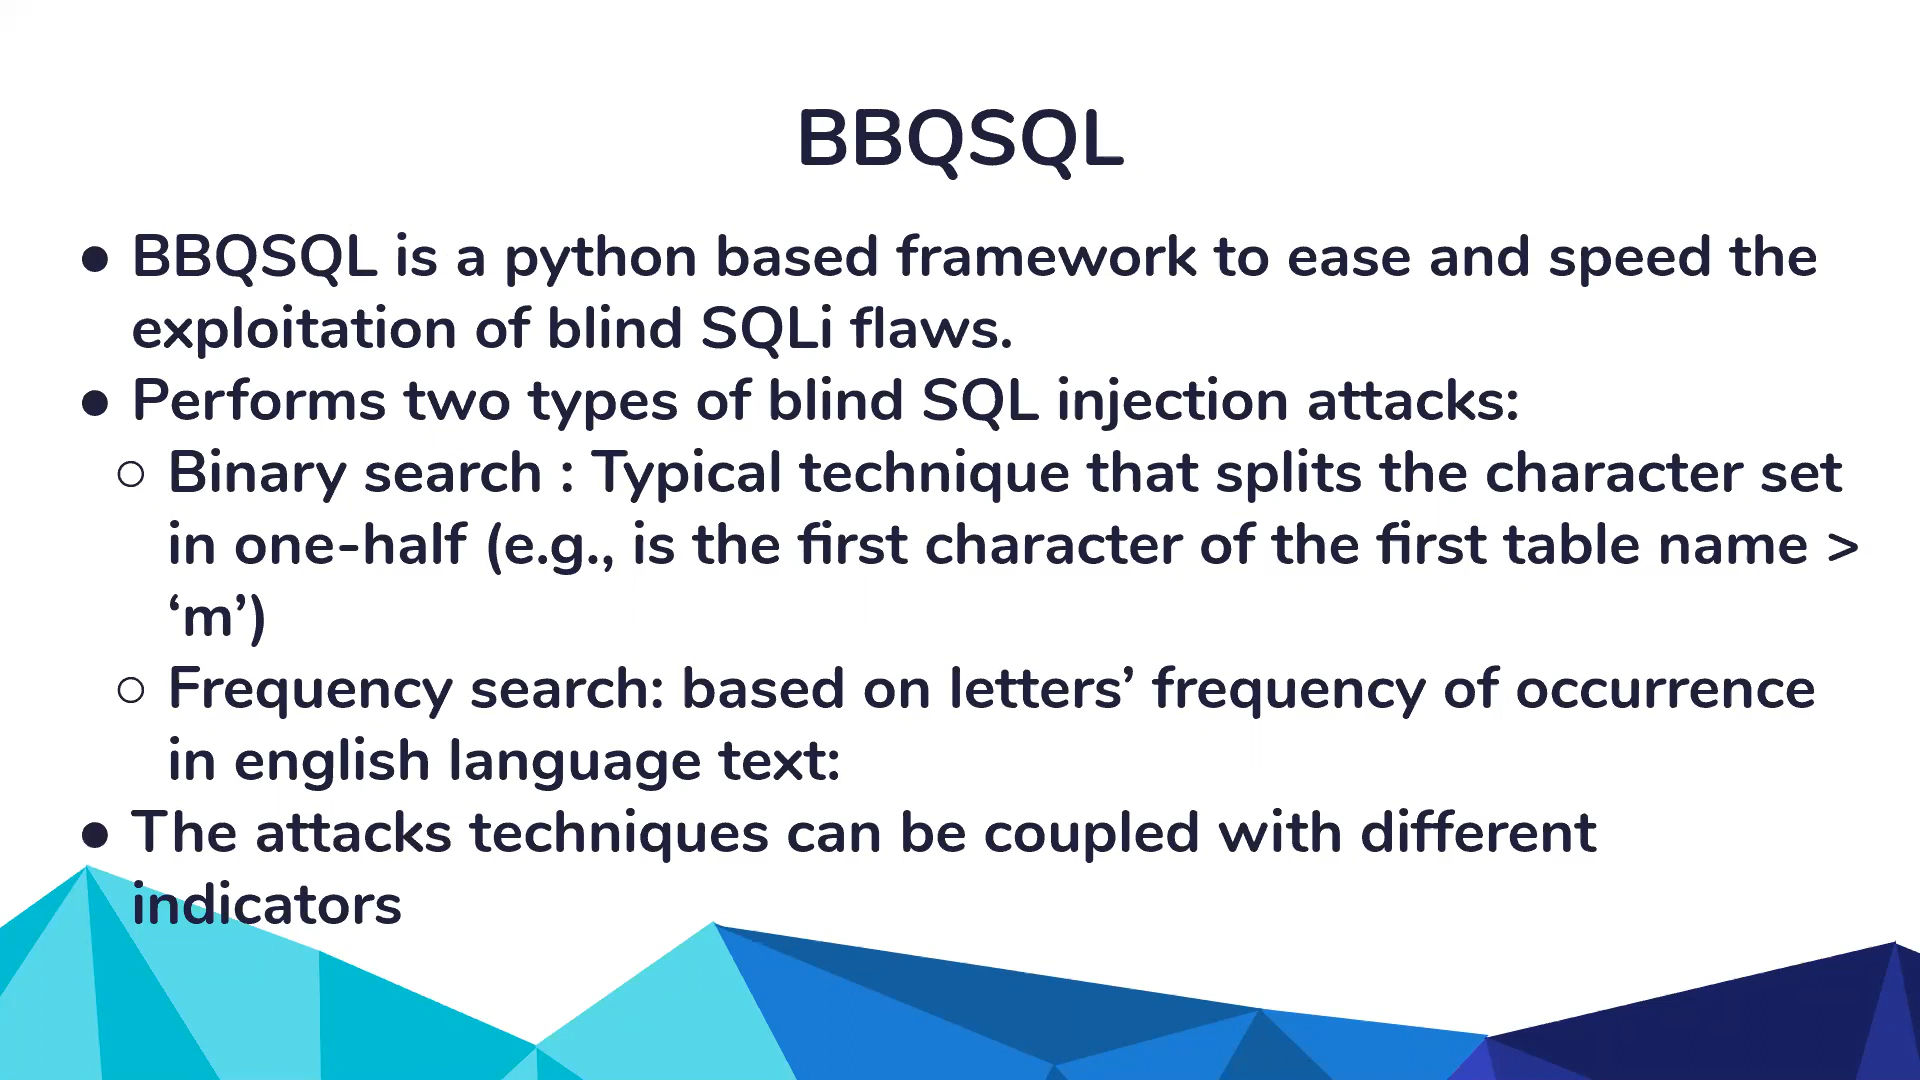 BBQSQL
● BBQSQL is a python based framework to ease and speed the
exploitation of blind SQLi flaws.
● Performs two types of blind SQL injection attacks:
○ Binary search : Typical technique that splits the character set
in one-half (e.g., is the first character of the first table name >
‘m’)
○ Frequency search: based on letters’ frequency of occurrence
in english language text:
● The attacks techniques can be coupled with different
indicators